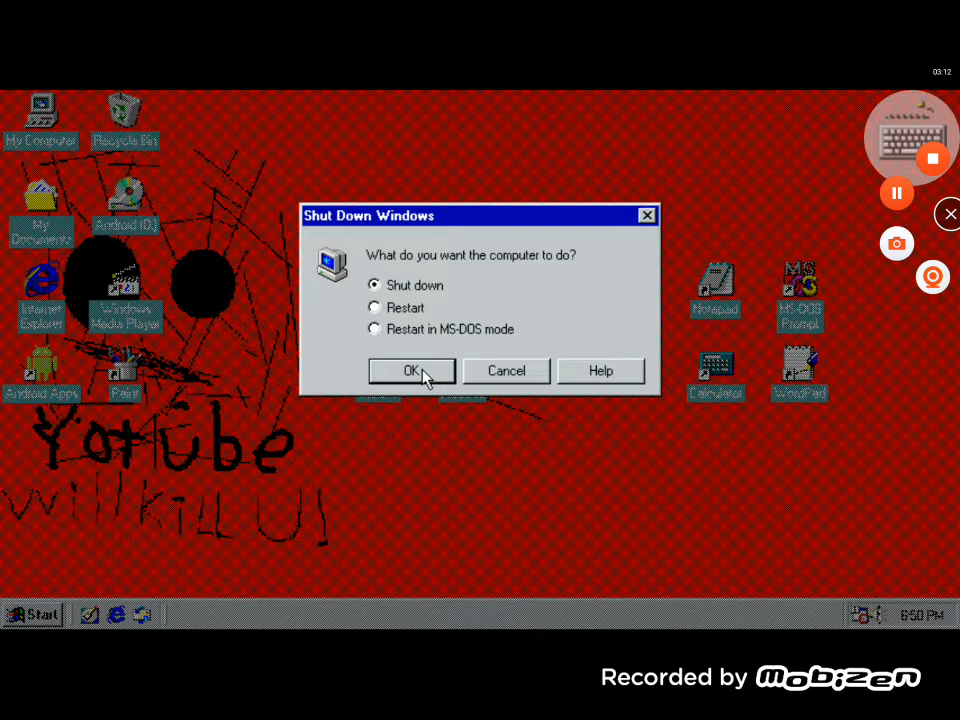 03:12
My Computer
Recycle Bin
My Documents
Android (D:)
Internet Explorer
Windows Media Player
Android Apps
Paint
Shut Down Windows
What do you want the computer to do?
Shut down
Restart
Restart in MS-DOS mode
OK
Cancel
Help
Notepad
MS-DOS Prompt
Calculator
WordPad
Yotube
Will kill U!
Start
6:50 PM
Recorded by mobizen